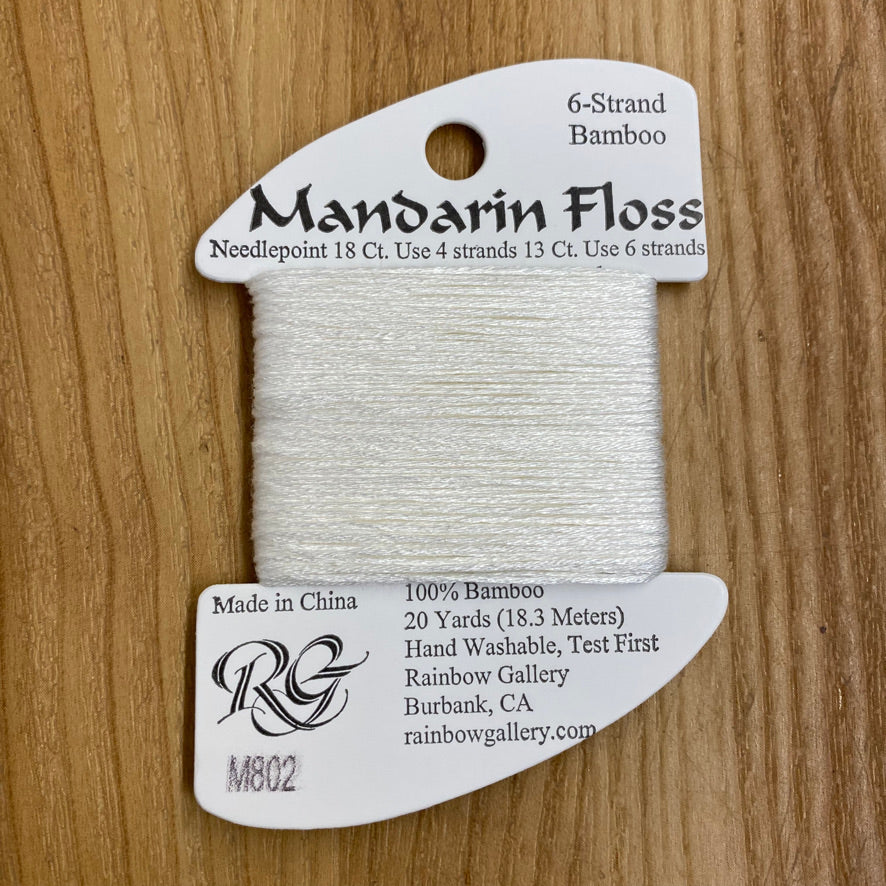 6-Strand
Bamboo
Mandarin Floss
Needlepoint 18 Ct. Use 4 strands 13 Ct. Use 6 strands
Made in China
100% Bamboo
20 Yards (18.3 Meters)
Hand Washable, Test First
Rainbow Gallery
Burbank, CA
rainbowgallery.com
RG
M802